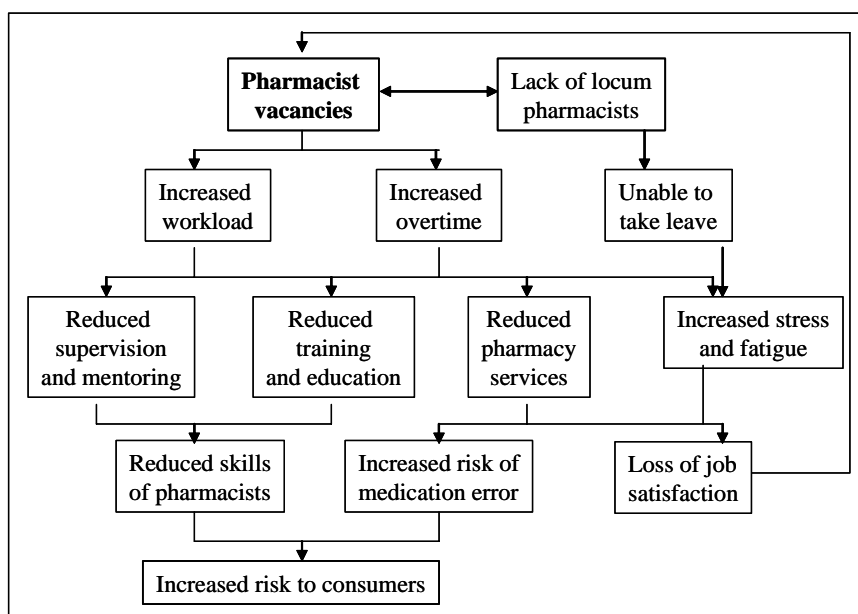 Pharmacist
vacancies
Lack of locum
pharmacists
Increased
workload
Increased
overtime
Unable to
take leave
Reduced
supervision
and mentoring
Reduced
training
and education
Reduced
pharmacy
services
Increased stress
and fatigue
Reduced skills
of pharmacists
Increased risk of
medication error
Loss of job
satisfaction
Increased risk to consumers